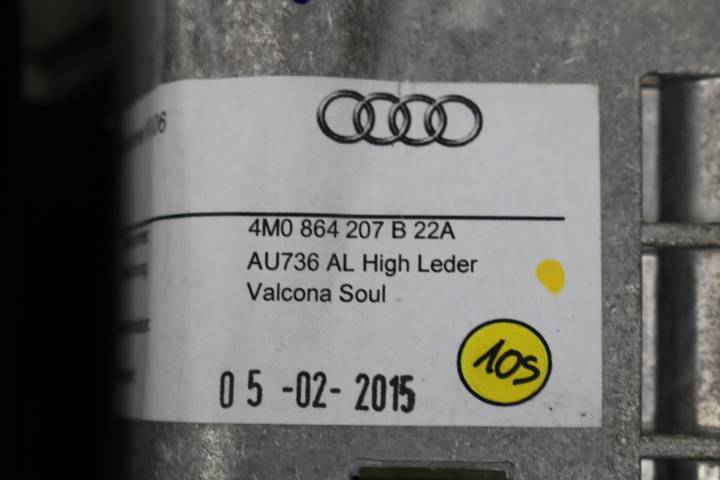 4M0 864 207 B 22A
AU736 AL High Leder
Valcona Soul
05-02-2015
105